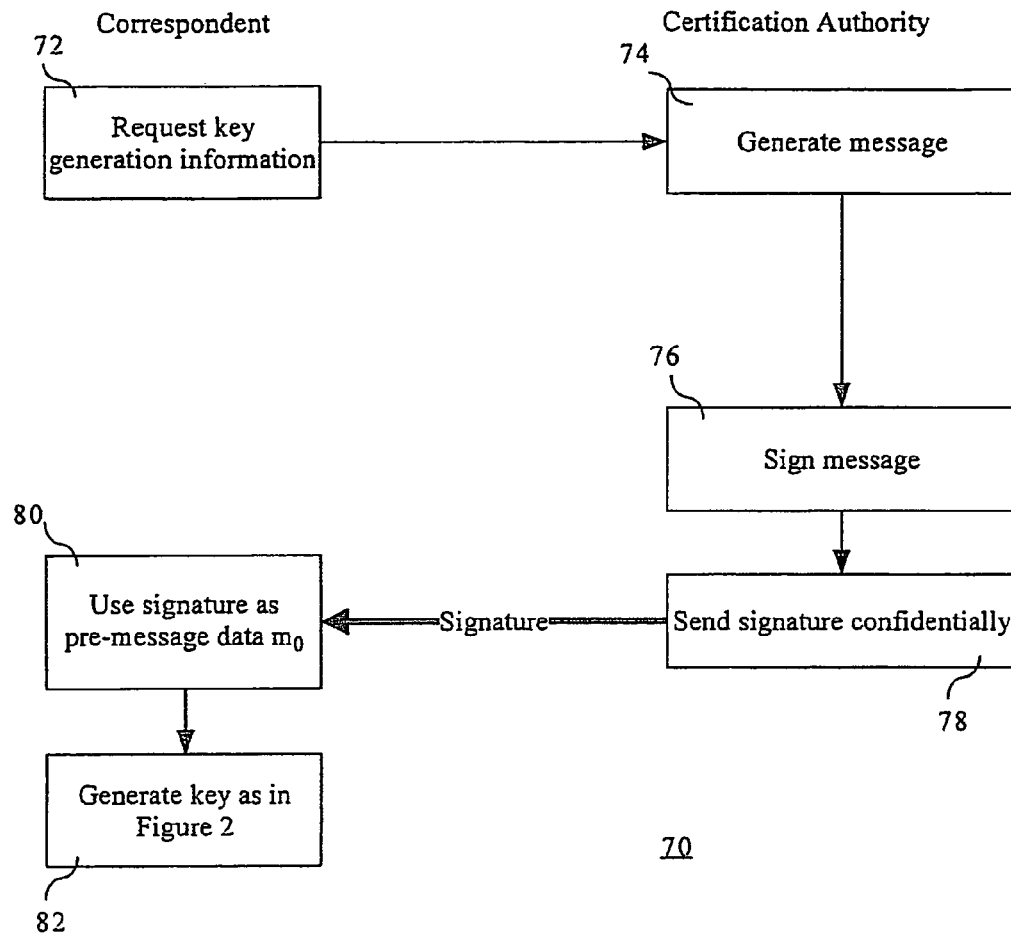 Correspondent
Certification Authority
72
74
Request key
generation information
Generate message
76
Sign message
80
Use signature as
pre-message data m₀
Signature
Send signature confidentially
78
Generate key as in
Figure 2
70
82